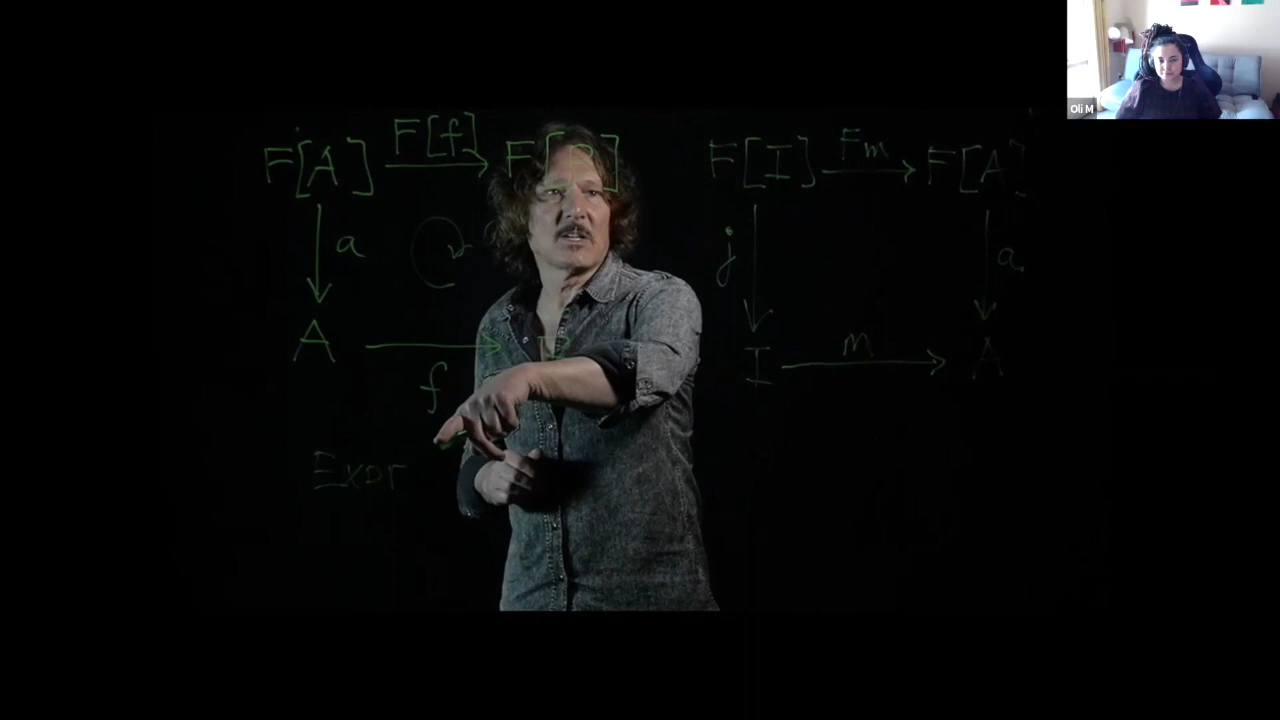 F[f] Fm
F[A] F[B] F[I] F[A]
a j a
A B I A
f m
Expr
Oli M